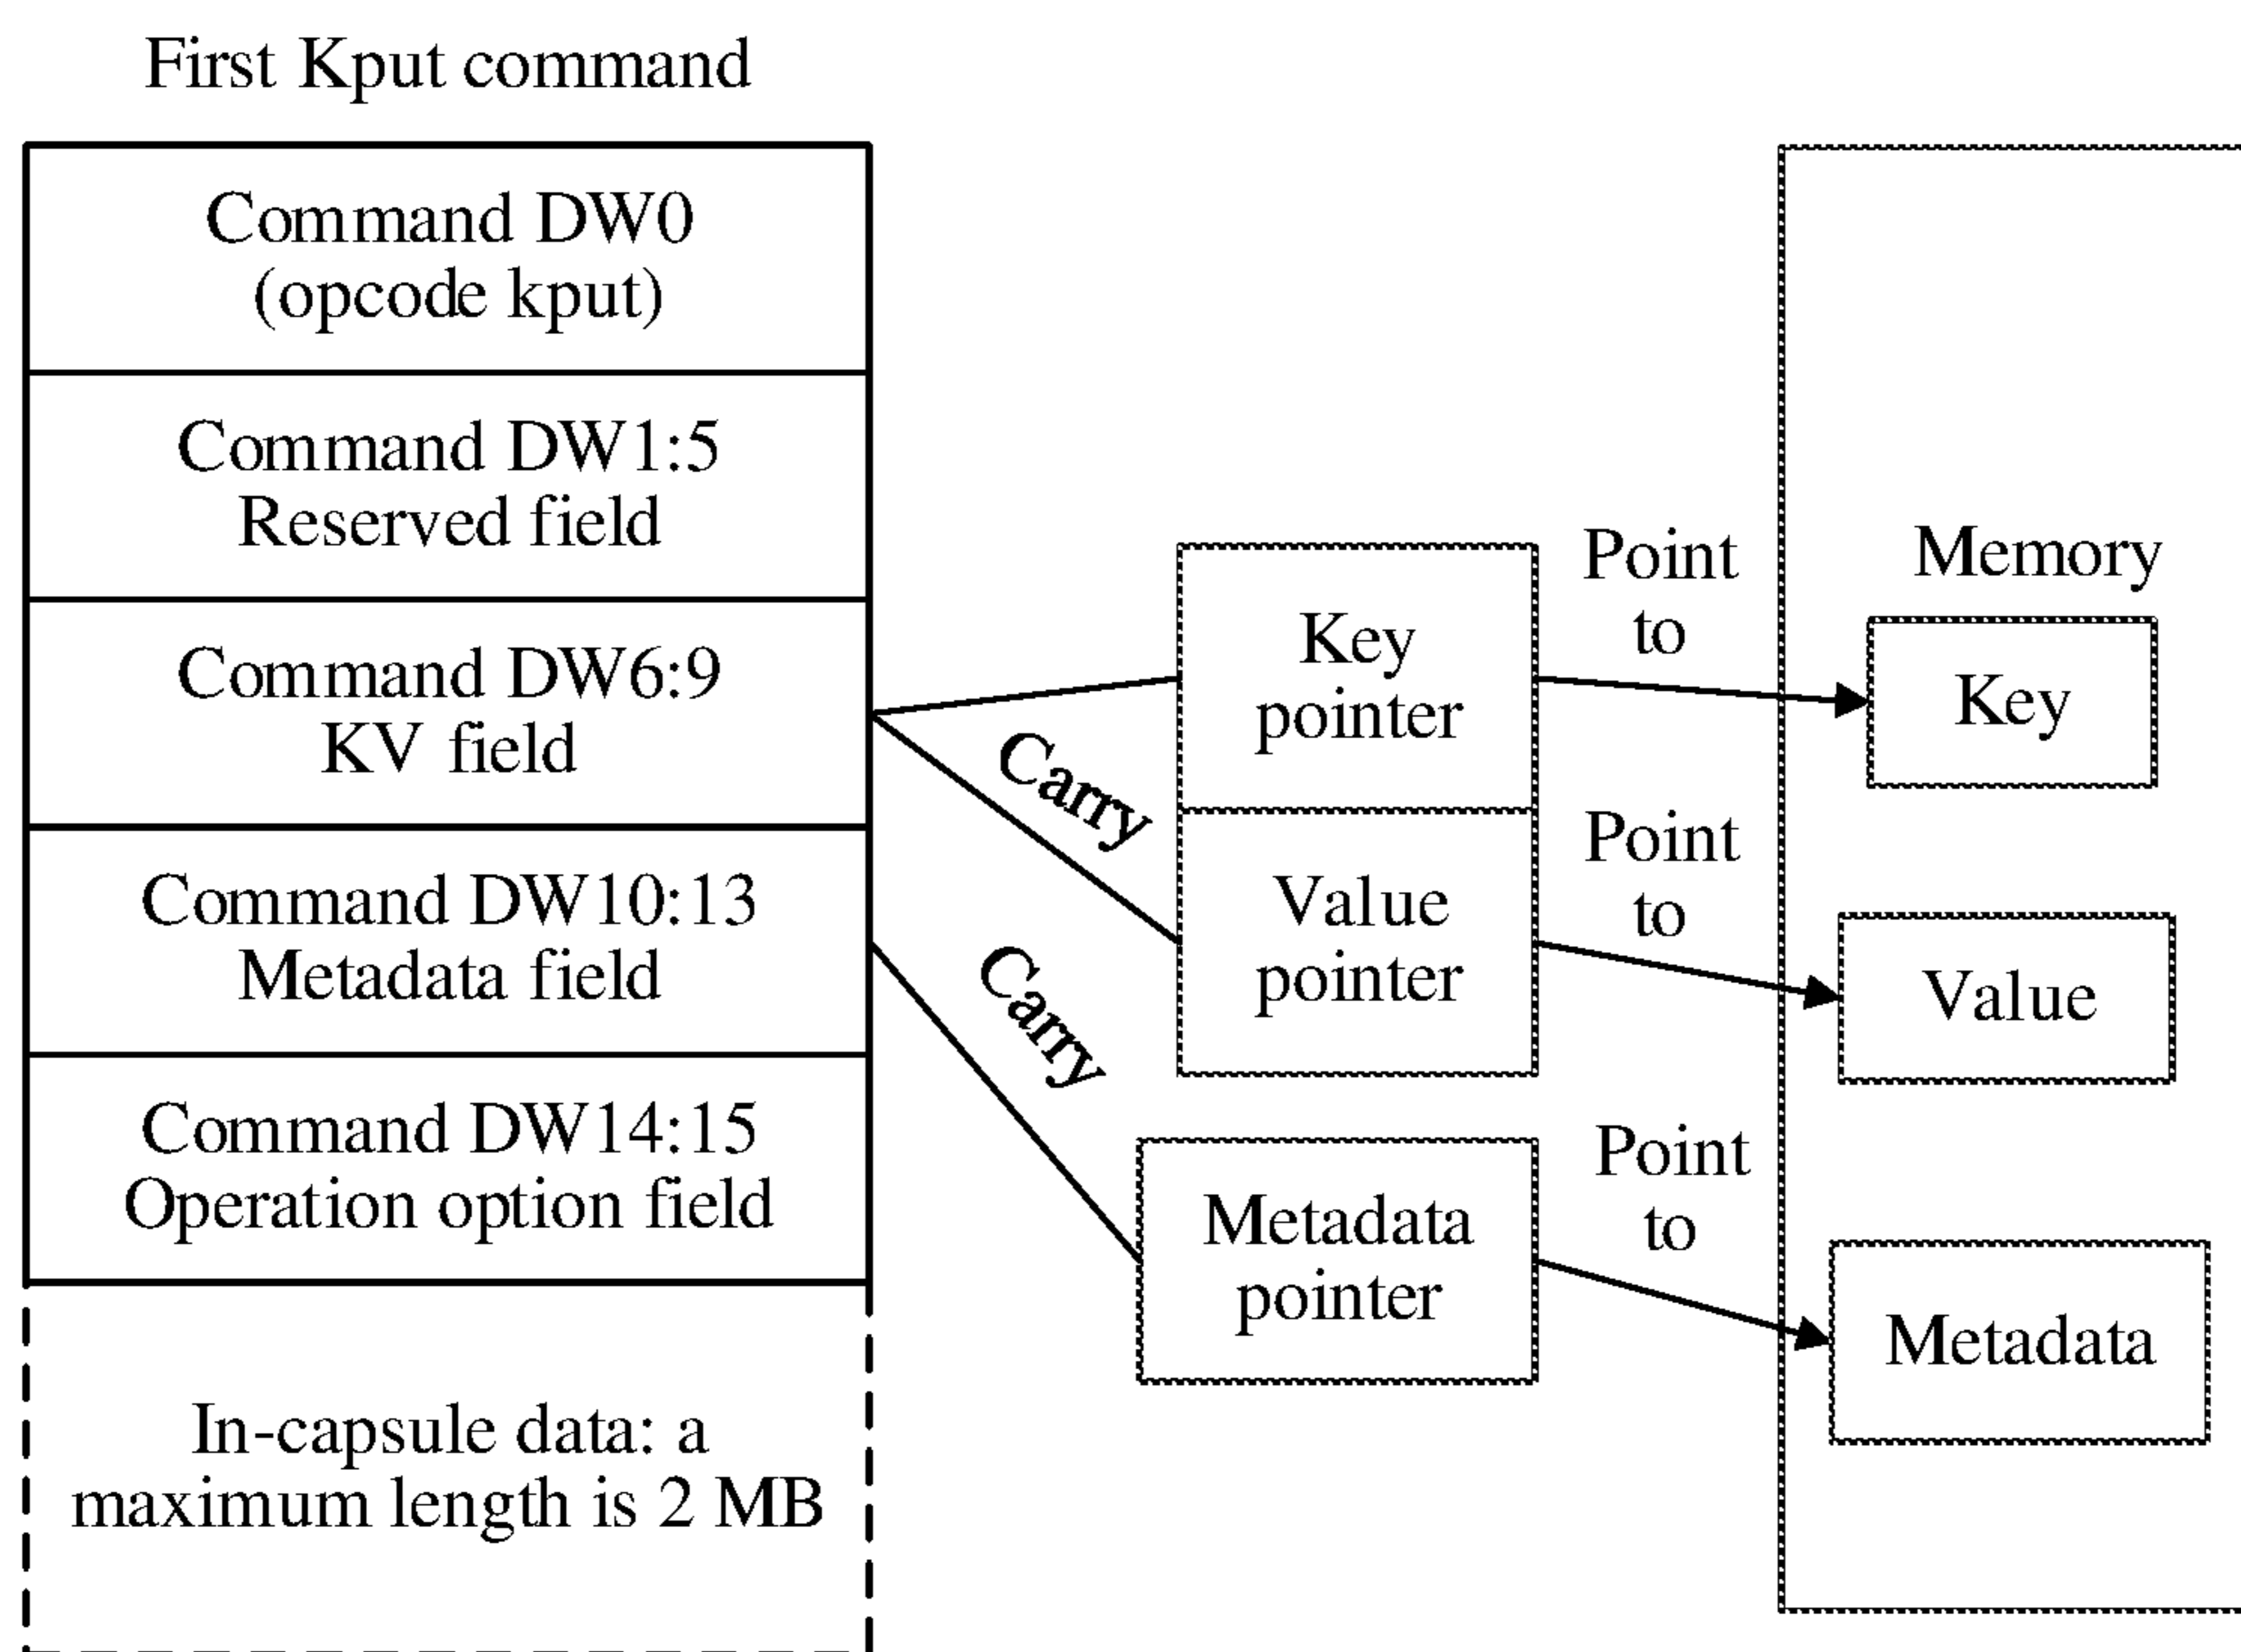 First Kput command
Command DW0
(opcode kput)
Command DW1:5
Reserved field
Command DW6:9
KV field
Command DW10:13
Metadata field
Command DW14:15
Operation option field
In-capsule data: a
maximum length is 2 MB
Carry
Carry
Key
pointer
Value
pointer
Metadata
pointer
Point
to
Point
to
Point
to
Memory
Key
Value
Metadata